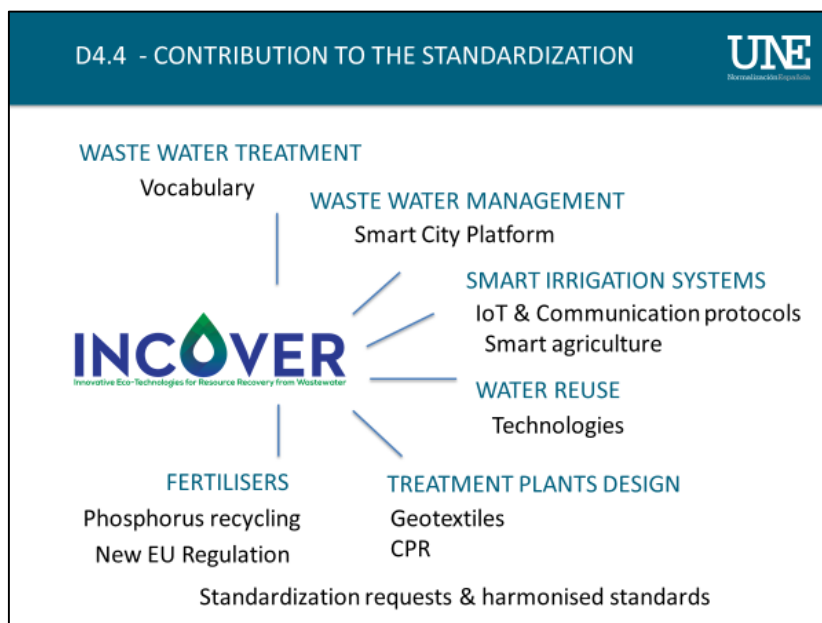 D4.4 - CONTRIBUTION TO THE STANDARDIZATION
UNE
Normalización Española
WASTE WATER TREATMENT
Vocabulary
WASTE WATER MANAGEMENT
Smart City Platform
SMART IRRIGATION SYSTEMS
IoT & Communication protocols
Smart agriculture
INCOVER
Innovative Eco-Technologies for Resource Recovery from Wastewater
WATER REUSE
Technologies
FERTILISERS
Phosphorus recycling
New EU Regulation
TREATMENT PLANTS DESIGN
Geotextiles
CPR
Standardization requests & harmonised standards